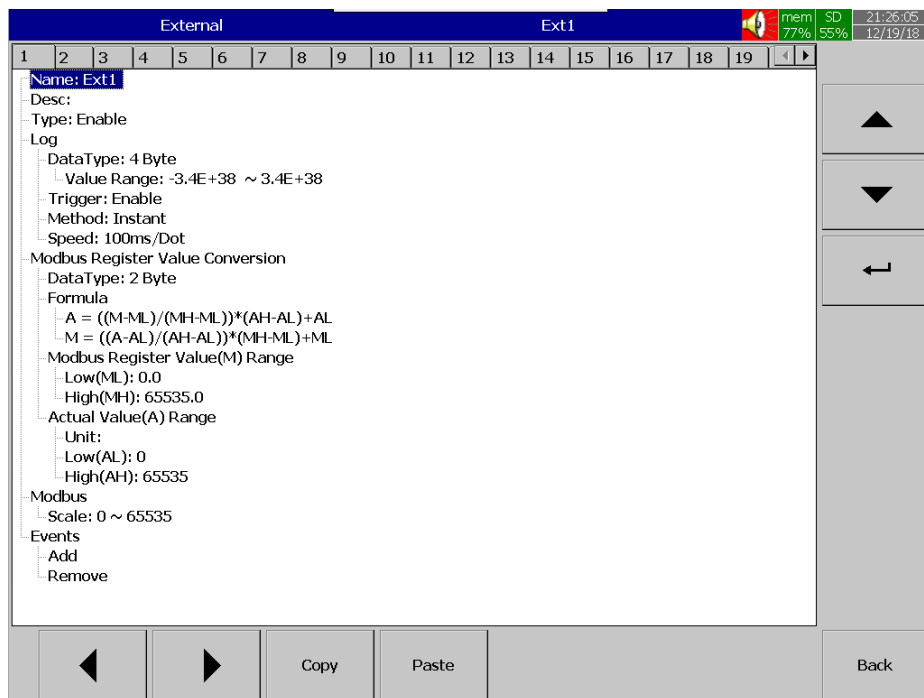 External
Ext1
mem 77%
SD 55%
21:26:05
12/19/18
1 2 3 4 5 6 7 8 9 10 11 12 13 14 15 16 17 18 19
Name: Ext1
Desc:
Type: Enable
Log
DataType: 4 Byte
Value Range: -3.4E+38 ~ 3.4E+38
Trigger: Enable
Method: Instant
Speed: 100ms/Dot
Modbus Register Value Conversion
DataType: 2 Byte
Formula
A = ((M-ML)/(MH-ML))*(AH-AL)+AL
M = ((A-AL)/(AH-AL))*(MH-ML)+ML
Modbus Register Value(M) Range
Low(ML): 0.0
High(MH): 65535.0
Actual Value(A) Range
Unit:
Low(AL): 0
High(AH): 65535
Modbus
Scale: 0 ~ 65535
Events
Add
Remove
Copy
Paste
Back